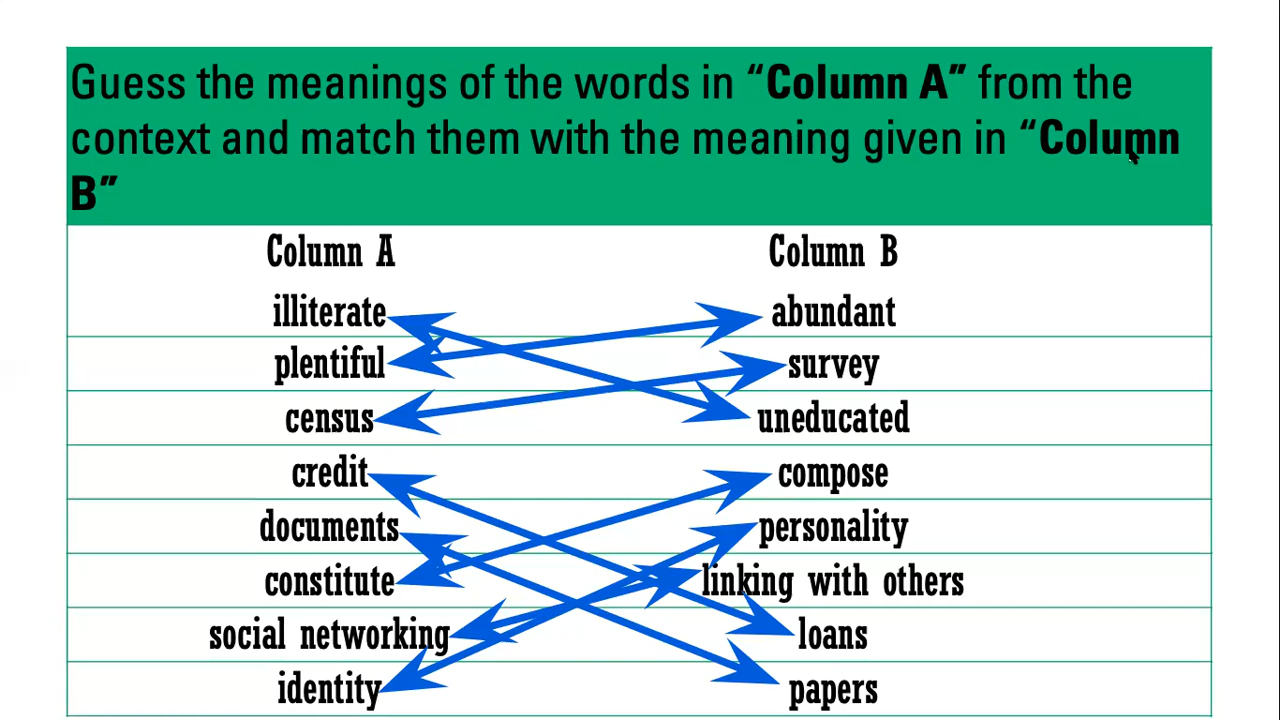 Guess the meanings of the words in “Column A” from the
context and match them with the meaning given in “Column
B”
Column A Column B
illiterate abundant
plentiful survey
census uneducated
credit compose
documents personality
constitute linking with others
social networking loans
identity papers